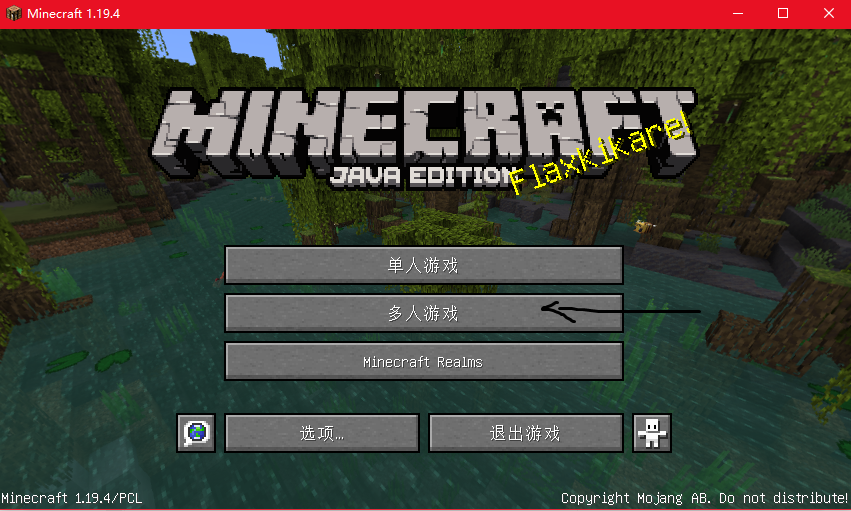 Minecraft 1.19.4
MINECRAFT
JAVA EDITION
Flaxkikare!
单人游戏
多人游戏
Minecraft Realms
选项…
退出游戏
Minecraft 1.19.4/PCL
Copyright Mojang AB. Do not distribute!